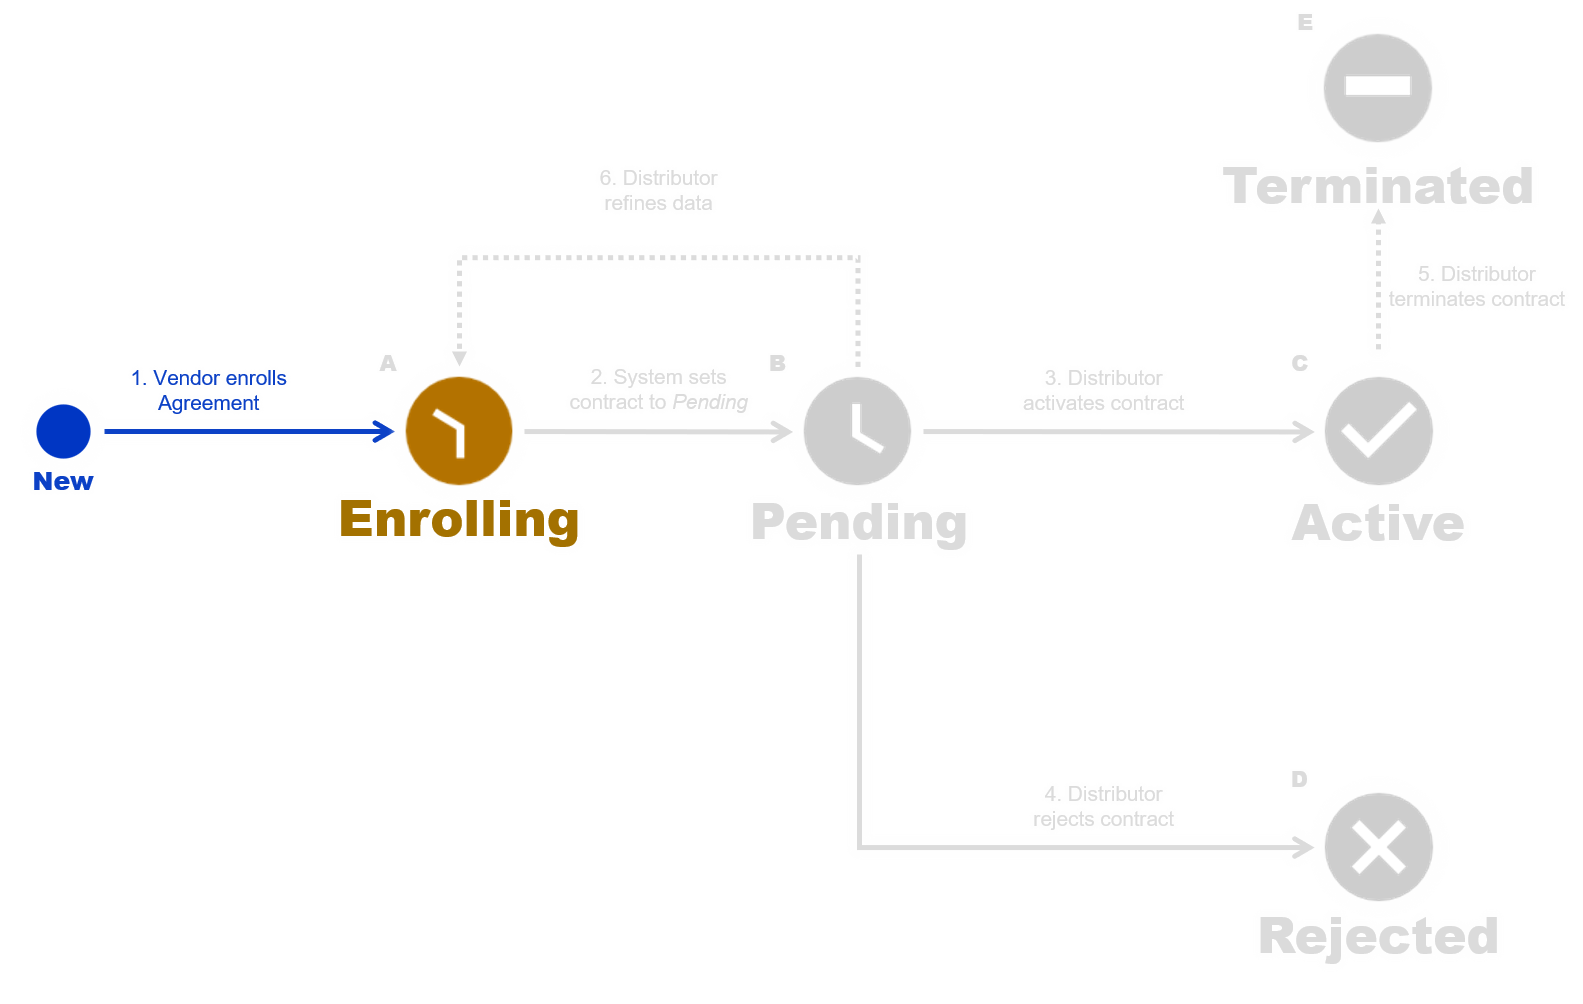 E
Terminated
6. Distributor
refines data
5. Distributor
terminates contract
A
1. Vendor enrolls
Agreement
2. System sets
contract to Pending
B
3. Distributor
activates contract
C
New
Enrolling
Pending
Active
D
4. Distributor
rejects contract
Rejected